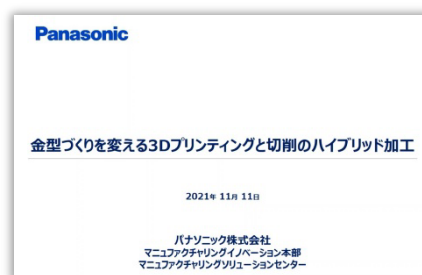 Panasonic
金型づくりを変える3Dプリンティングと切削のハイブリッド加工
2021年 11月 11日
パナソニック株式会社
マニュファクチャリングイノベーション本部
マニュファクチャリングソリューションセンター